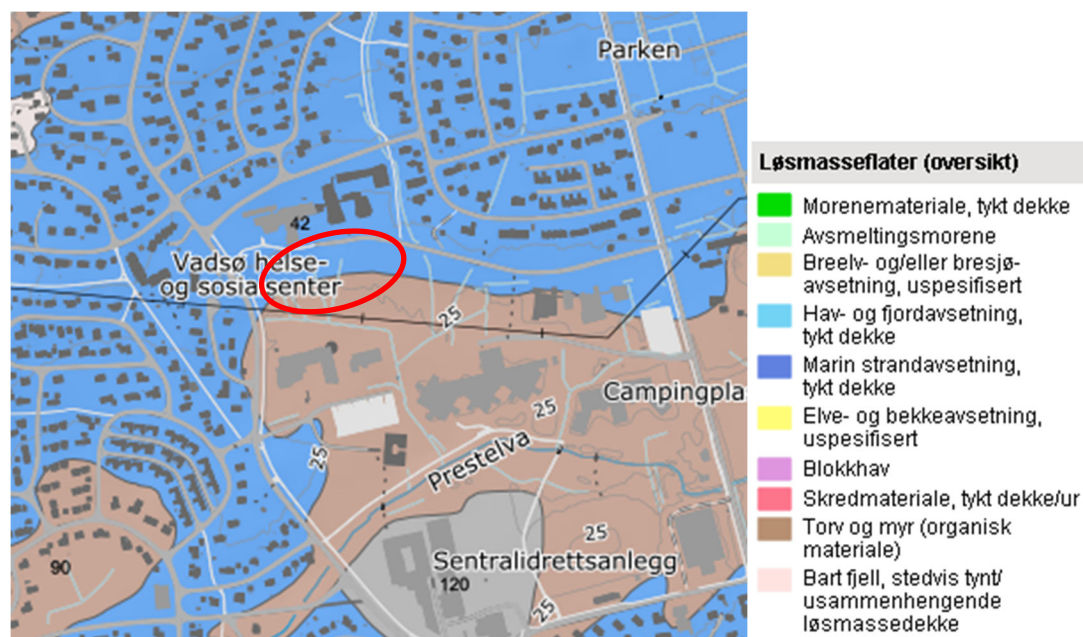 Parken
42
Vadsø helse-
og sosialsenter
25
Campingpla
25
25
Prestelva
25
Sentralidrettsanlegg
90
120
25
Løsmasseflater (oversikt)
Morenemateriale, tykt dekke
Avsmeltingsmorene
Breelv- og/eller bresjø-
avsetning, uspesifisert
Hav- og fjordavsetning,
tykt dekke
Marin strandavsetning,
tykt dekke
Elve- og bekkeavsetning,
uspesifisert
Blokkhav
Skredmateriale, tykt dekke/ur
Torv og myr (organisk
materiale)
Bart fjell, stedvis tynt/
usammenhengende
løsmassedekke